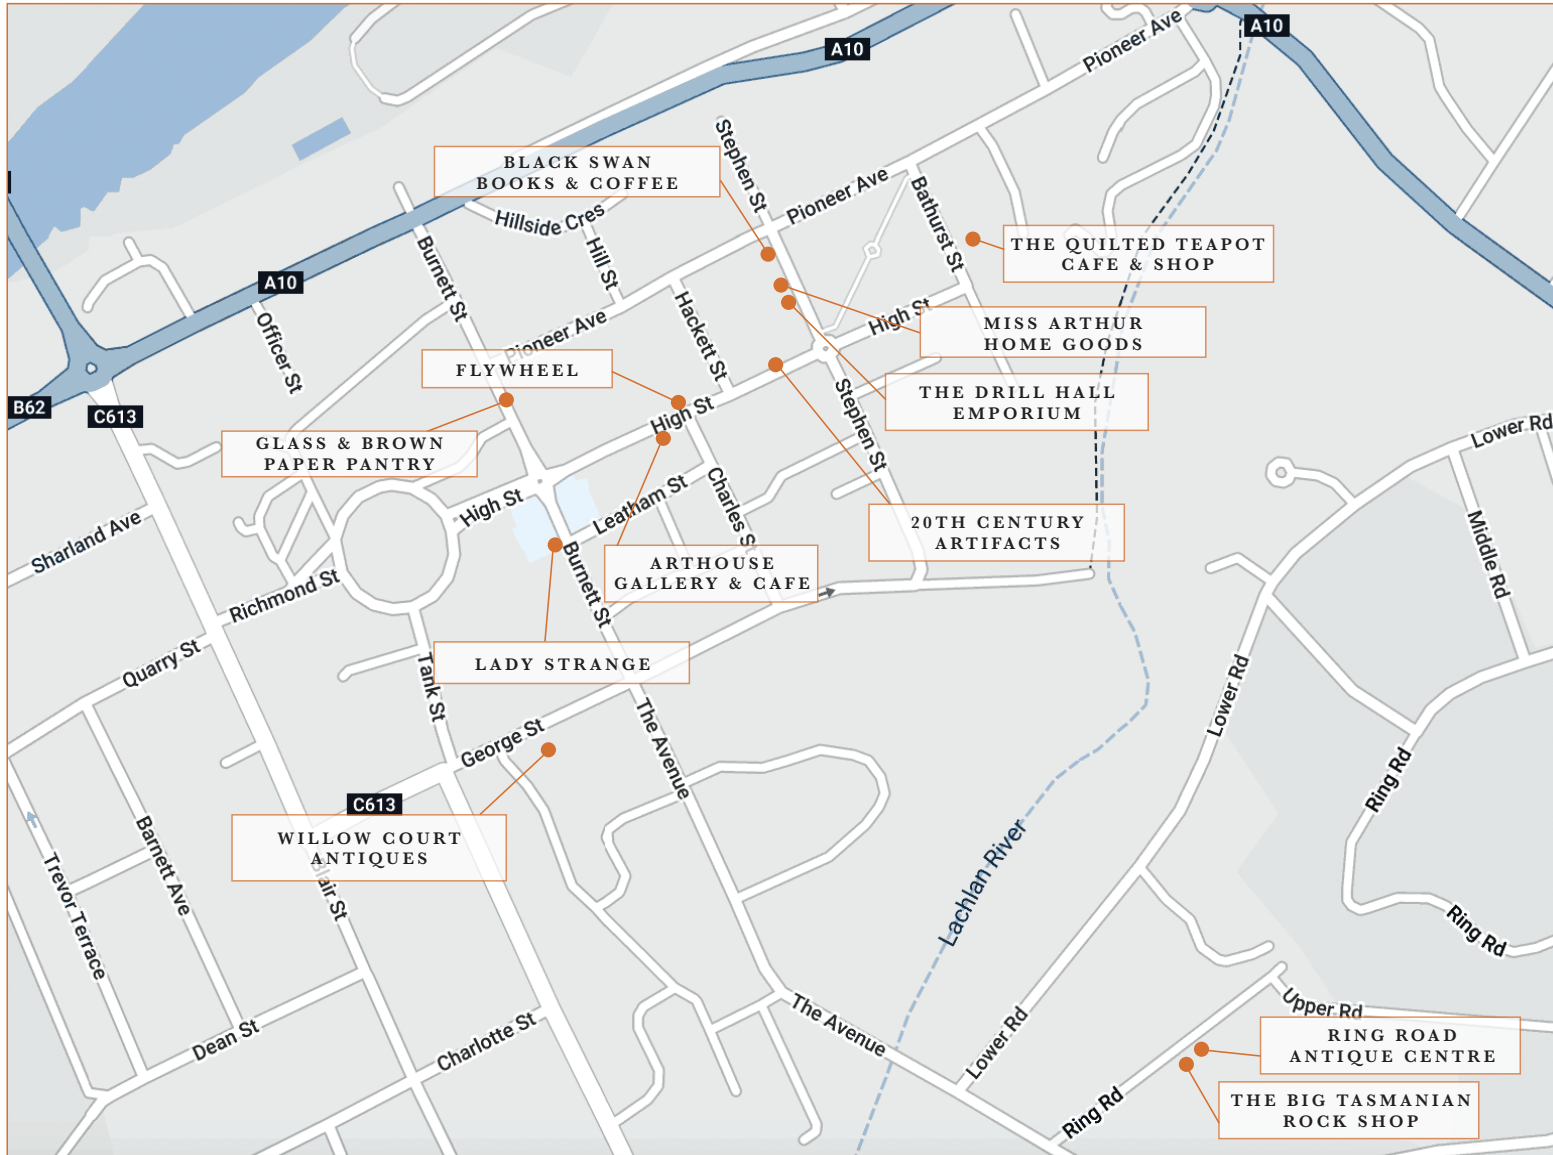 A10
A10
Pioneer Ave
Stephen St
BLACK SWAN
BOOKS & COFFEE
Pioneer Ave
Bathurst St
Hillside Cres
Burnett St
Hill St
THE QUILTED TEAPOT
CAFE & SHOP
A10
Hackett St
High St
MISS ARTHUR
HOME GOODS
Officer St
Pioneer Ave
FLYWHEEL
THE DRILL HALL
EMPORIUM
B62
C613
High St
Stephen St
Lower Rd
GLASS & BROWN
PAPER PANTRY
High St
Leatham St
Charles St
20TH CENTURY
ARTIFACTS
Middle Rd
Sharland Ave
Burnett St
ARTHOUSE
GALLERY & CAFE
Richmond St
Quarry St
LADY STRANGE
Tank St
Lower Rd
George St
The Avenue
Ring Rd
C613
WILLOW COURT
ANTIQUES
Barnett Ave
Blair St
Trevor Terrace
Lachlan River
Ring Rd
Dean St
Charlotte St
The Avenue
Lower Rd
Upper Rd
RING ROAD
ANTIQUE CENTRE
Ring Rd
THE BIG TASMANIAN
ROCK SHOP